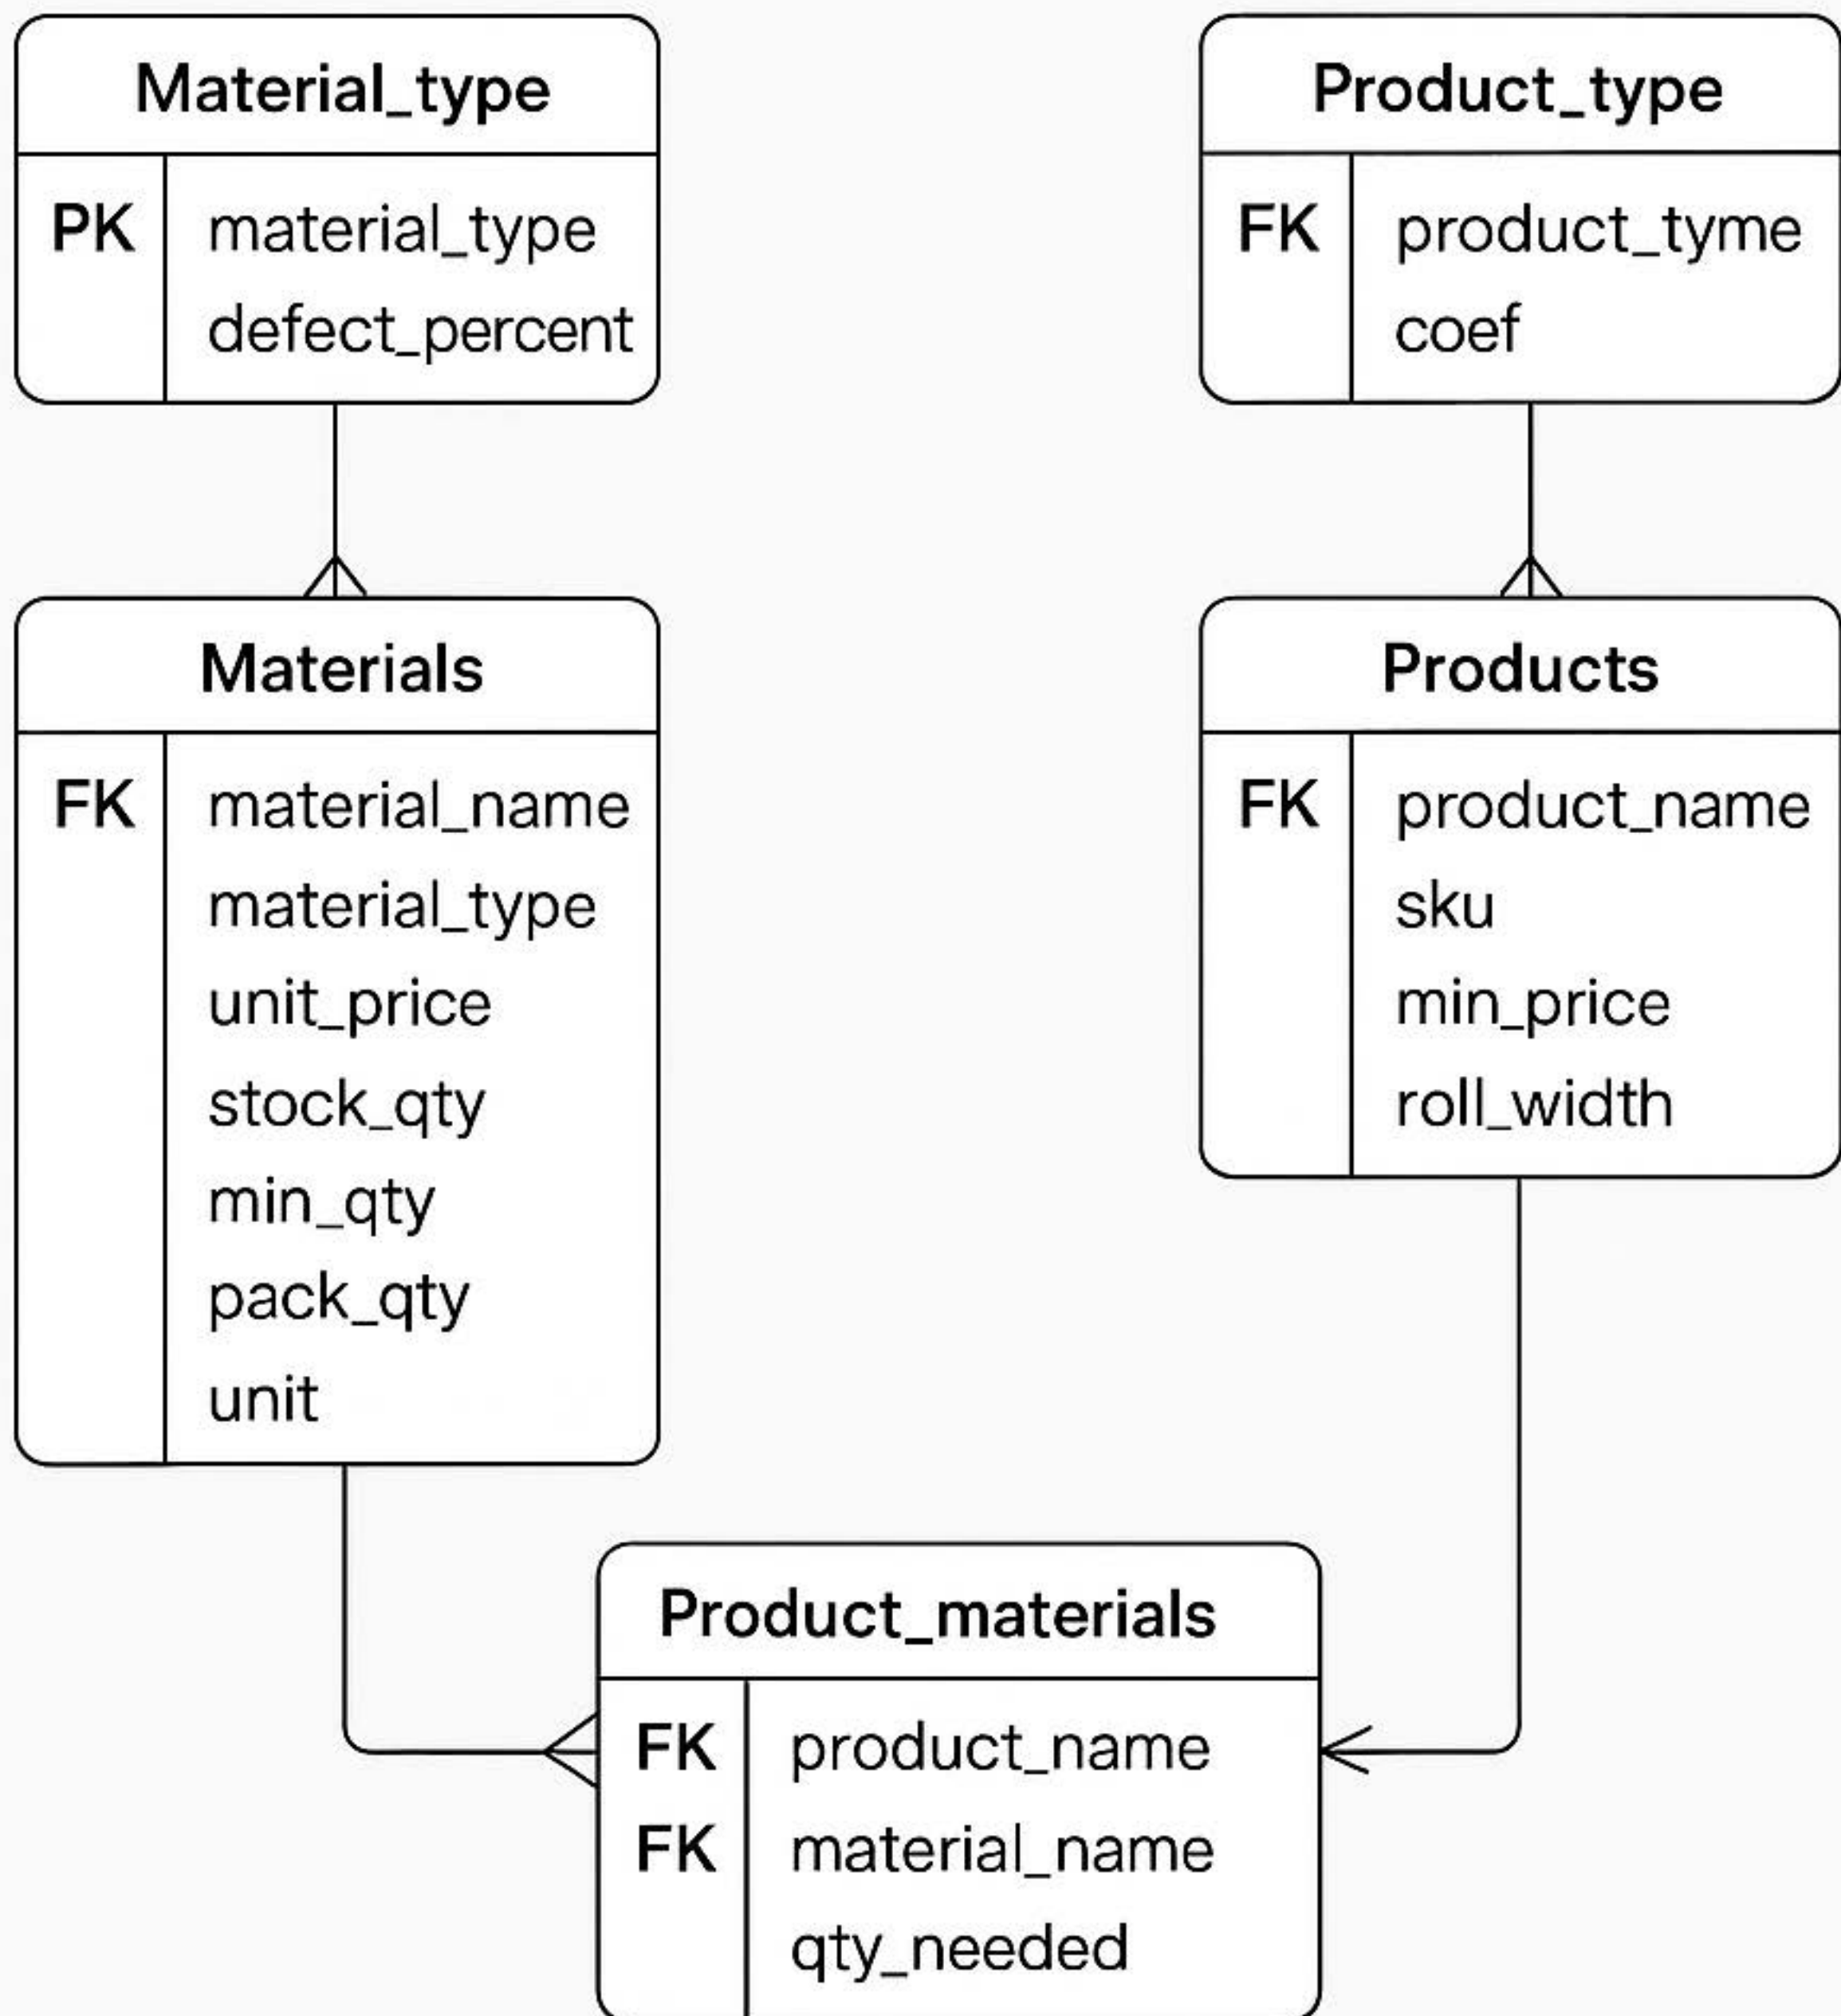 Material_type
PK material_type
defect_percent
Product_type
FK product_tyme
coef
Materials
FK material_name
material_type
unit_price
stock_qty
min_qty
pack_qty
unit
Products
FK product_name
sku
min_price
roll_width
Product_materials
FK product_name
FK material_name
qty_needed